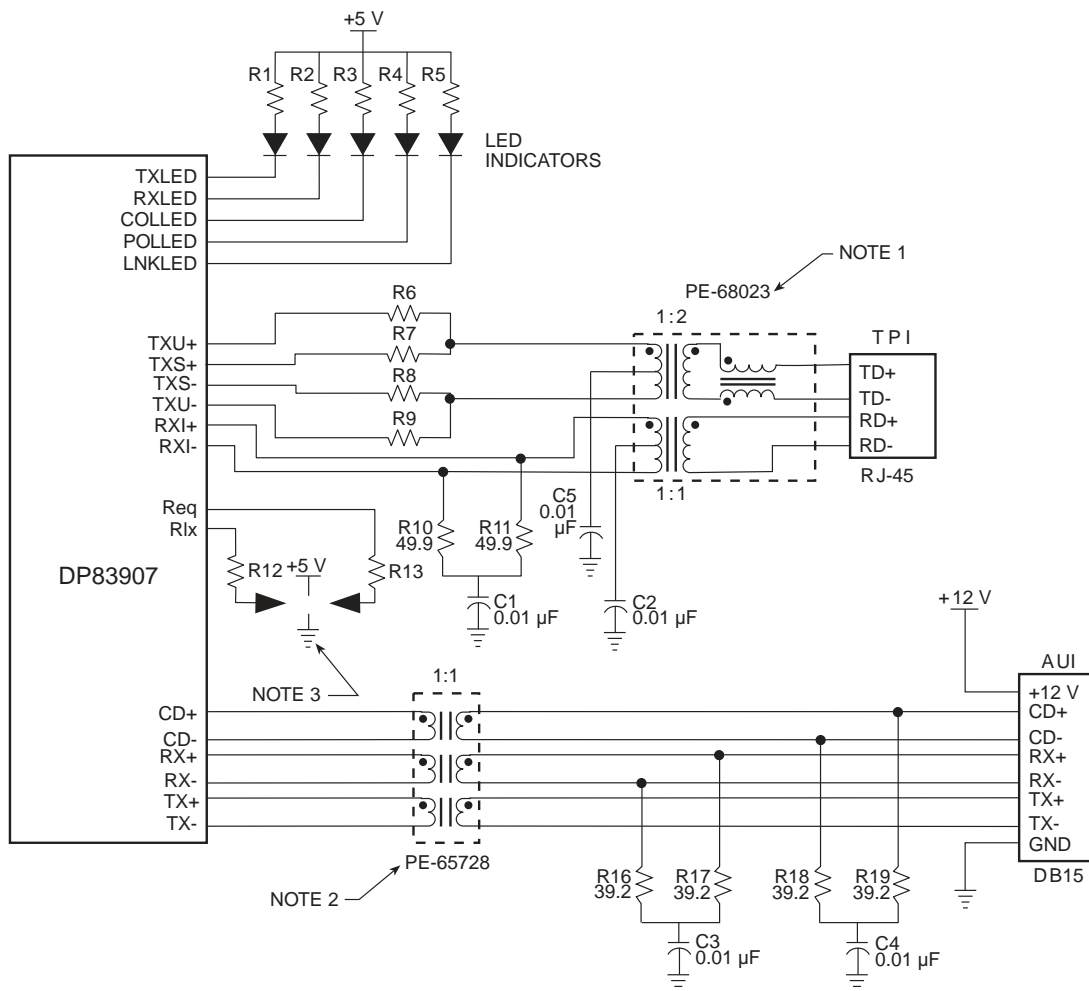 +5 V
R1
R2
R3
R4
R5
LED
INDICATORS
TXLED
RXLED
COLLED
POLLED
LNKLED
NOTE 1
PE-68023
R6
1:2
R7
TPI
TXU+
TXS+
TXS-
TXU-
RXI+
RXI-
R8
R9
TD+
TD-
RD+
RD-
RJ-45
1:1
C5
0.01
µF
Req
RIx
R10
49.9
R11
49.9
R12
+5 V
R13
DP83907
C1
0.01 µF
C2
0.01 µF
+12 V
NOTE 3
1:1
AUI
+12 V
CD+
CD-
RX+
RX-
TX+
TX-
CD+
CD-
RX+
RX-
TX+
TX-
GND
DB15
PE-65728
NOTE 2
R16
39.2
R17
39.2
R18
39.2
R19
39.2
C3
0.01 µF
C4
0.01 µF